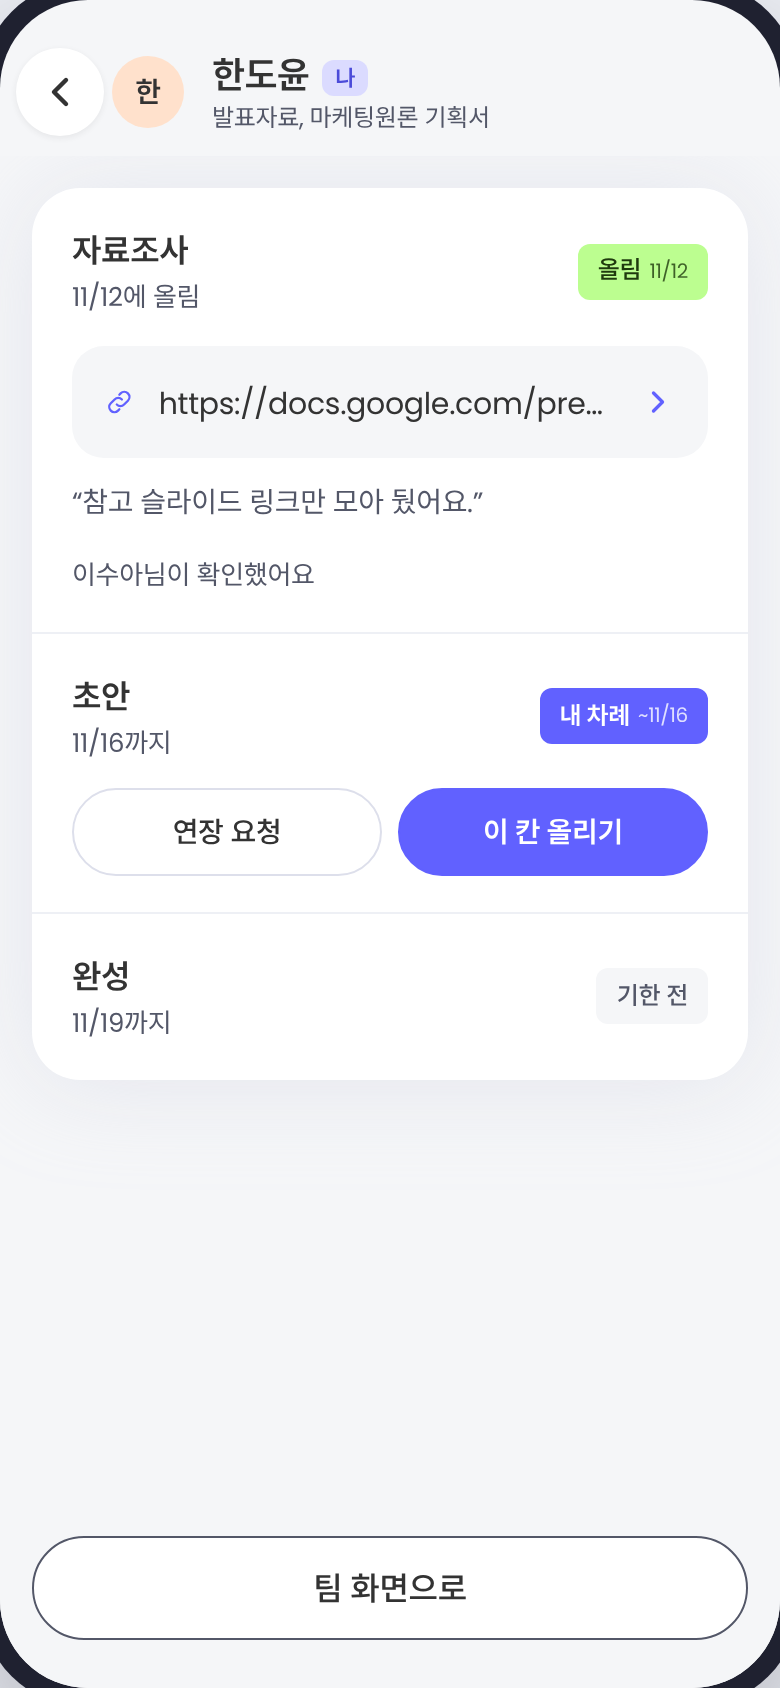 한
한도윤 나
발표자료, 마케팅원론 기획서
자료조사
11/12에 올림
올림 11/12
https://docs.google.com/pre...
“참고 슬라이드 링크만 모아 뒀어요.”
이수아님이 확인했어요
초안
11/16까지
내 차례 ~11/16
연장 요청
이 칸 올리기
완성
11/19까지
기한 전
팀 화면으로